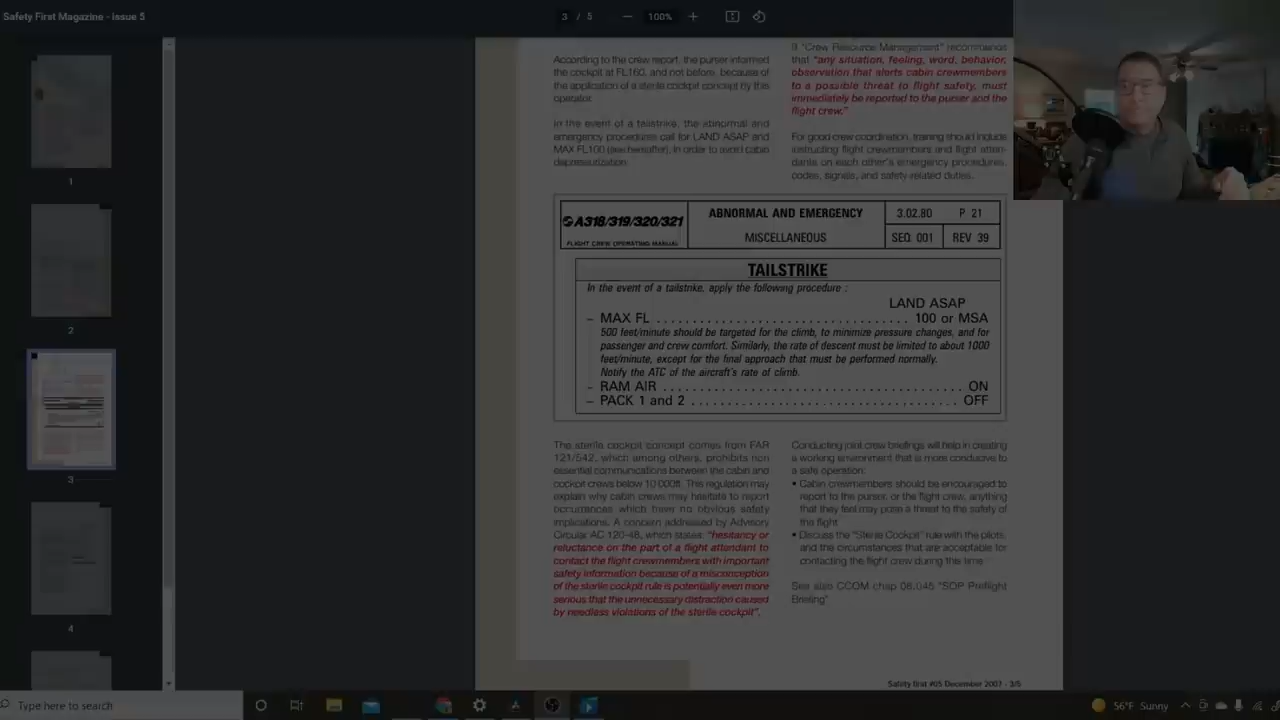 Safety First Magazine - issue 5
3 / 5
100%
According to the crew report, the purser informed
the cockpit at FL160, and not before, because of
the application of a sterile cockpit concept by this
operator.
In the event of a tailstrike, the abnormal and
emergency procedures call for LAND ASAP and
MAX FL100 (see hereafter), in order to avoid cabin
depressurization.
If "Crew Resource Management" recommends
that "any situation, feeling, word, behavior,
observation that alerts cabin crewmembers
to a possible threat to flight safety, must
immediately be reported to the purser and the
flight crew."
For good crew coordination, training should include
instructing flight crewmembers and flight atten-
dants on each other's emergency procedures,
codes, signals, and safety-related duties.
A318/319/320/321
FLIGHT CREW OPERATING MANUAL
ABNORMAL AND EMERGENCY
MISCELLANEOUS
3.02.80 P 21
SEQ 001 REV 39
TAILSTRIKE
In the event of a tailstrike, apply the following procedure :
LAND ASAP
– MAX FL . . . . . . . . . . . . . . . . . . . . . . . . . . . . . . . . . . 100 or MSA
500 feet/minute should be targeted for the climb, to minimize pressure changes, and for
passenger and crew comfort. Similarly, the rate of descent must be limited to about 1000
feet/minute, except for the final approach that must be performed normally.
Notify the ATC of the aircraft's rate of climb.
– RAM AIR . . . . . . . . . . . . . . . . . . . . . . . . . . . . . . . . . . . . . . . . ON
– PACK 1 and 2 . . . . . . . . . . . . . . . . . . . . . . . . . . . . . . . . . . . . OFF
The sterile cockpit concept comes from FAR
121/542, which among others, prohibits non
essential communications between the cabin and
cockpit crews below 10 000ft. This regulation may
explain why cabin crews may hesitate to report
occurrences which have no obvious safety
implications. A concern addressed by Advisory
Circular AC 120-48, which states: "hesitancy or
reluctance on the part of a flight attendant to
contact the flight crewmembers with important
safety information because of a misconception
of the sterile cockpit rule is potentially even more
serious that the unnecessary distraction caused
by needless violations of the sterile cockpit".
Conducting joint crew briefings will help in creating
a working environment that is more conducive to
a safe operation:
• Cabin crewmembers should be encouraged to
report to the purser, or the flight crew, anything
that they feel may pose a threat to the safety of
the flight
• Discuss the "Sterile Cockpit" rule with the pilots,
and the circumstances that are acceptable for
contacting the flight crew during this time
See also CCOM chap 06.045 "SOP Preflight
Briefing"
Safety first #05 December 2007 - 3/5
1
2
3
4
Type here to search
56°F Sunny